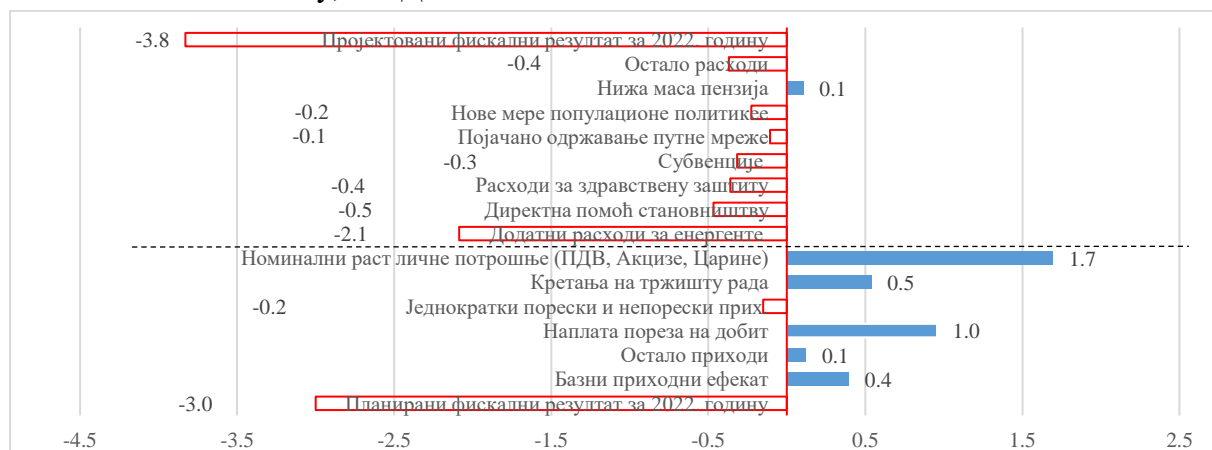 -3.8 Пројектовани фискални резултат за 2022. годину
-0.4 Остало расходи
Нижа маса пензија 0.1
-0.2 Нове мере популационе политикее
-0.1 Појачано одржавање путне мреже
-0.3 Субвенције
-0.4 Расходи за здравствену заштиту
-0.5 Директна помоћ становништву
-2.1 Додатни расходи за енергенте
Номинални раст личне потрошње (ПДВ, Акцизе, Царине) 1.7
Кретања на тржишту рада 0.5
-0.2 Једнократки порески и непорески прих.
Наплата пореза на добит 1.0
Остало приходи 0.1
Базни приходни ефекат 0.4
-3.0 Планирани фискални резултат за 2022. годину
-4.5 -3.5 -2.5 -1.5 -0.5 0.5 1.5 2.5